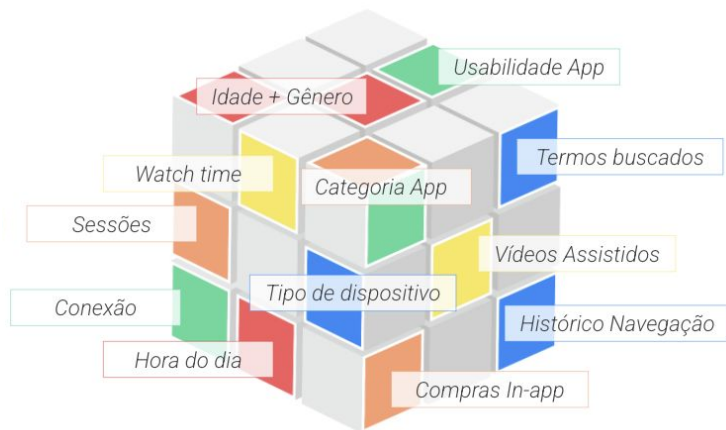 Usabilidade App
Idade + Gênero
Termos buscados
Watch time
Categoria App
Sessões
Vídeos Assistidos
Tipo de dispositivo
Conexão
Histórico Navegação
Hora do dia
Compras In-app